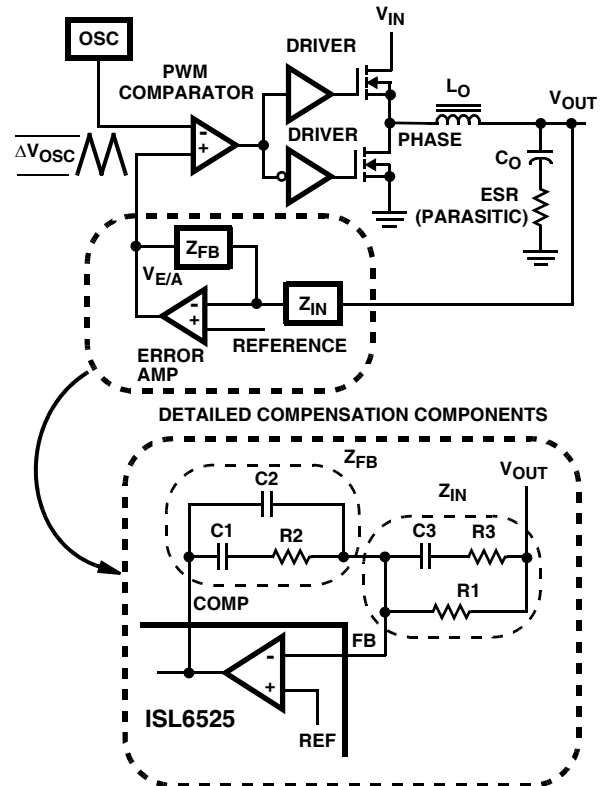 OSC
V_IN
DRIVER
PWM
COMPARATOR
L_O
V_OUT
ΔV_OSC
-
+
DRIVER
PHASE
C_O
ESR
(PARASITIC)
Z_FB
V_E/A
-
+
Z_IN
REFERENCE
ERROR
AMP
DETAILED COMPENSATION COMPONENTS
Z_FB
V_OUT
C2
Z_IN
C1
R2
C3
R3
R1
COMP
FB
-
+
ISL6525
REF